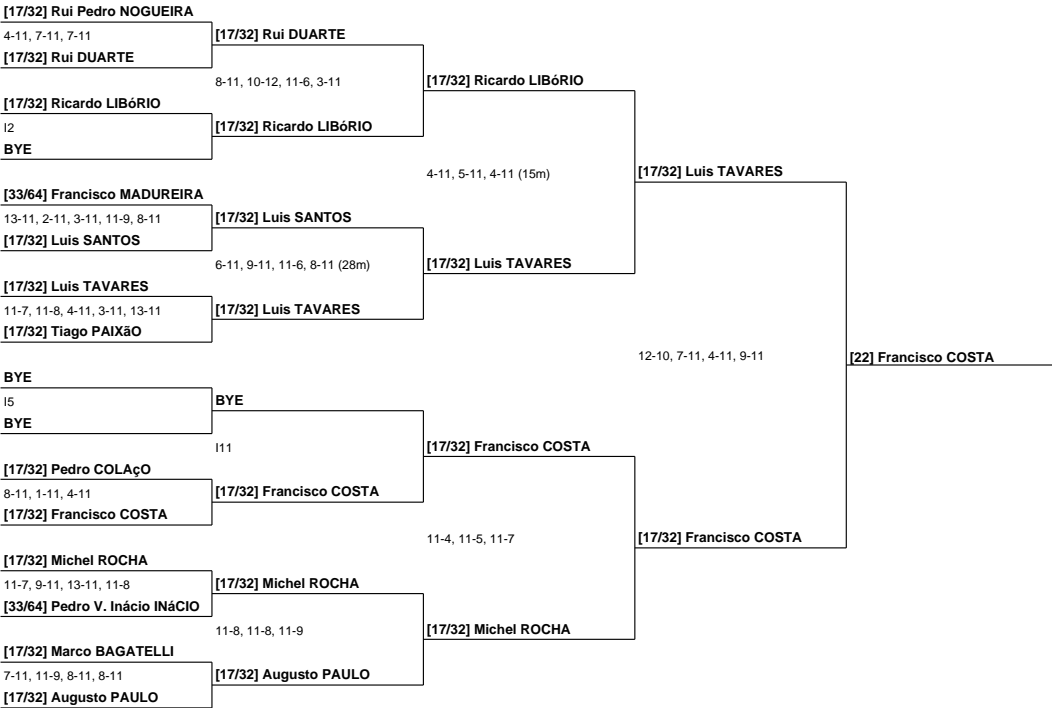 [17/32] Rui Pedro NOGUEIRA
4-11, 7-11, 7-11
[17/32] Rui DUARTE
[17/32] Rui DUARTE
8-11, 10-12, 11-6, 3-11
[17/32] Ricardo LIBóRIO
[17/32] Ricardo LIBóRIO
I2
[17/32] Ricardo LIBóRIO
BYE
4-11, 5-11, 4-11 (15m)
[17/32] Luis TAVARES
[33/64] Francisco MADUREIRA
13-11, 2-11, 3-11, 11-9, 8-11
[17/32] Luis SANTOS
[17/32] Luis SANTOS
6-11, 9-11, 11-6, 8-11 (28m)
[17/32] Luis TAVARES
[17/32] Luis TAVARES
11-7, 11-8, 4-11, 3-11, 13-11
[17/32] Luis TAVARES
[17/32] Tiago PAIXãO
12-10, 7-11, 4-11, 9-11
[22] Francisco COSTA
BYE
I5
BYE
BYE
I11
[17/32] Francisco COSTA
[17/32] Pedro COLAçO
8-11, 1-11, 4-11
[17/32] Francisco COSTA
[17/32] Francisco COSTA
11-4, 11-5, 11-7
[17/32] Francisco COSTA
[17/32] Michel ROCHA
11-7, 9-11, 13-11, 11-8
[17/32] Michel ROCHA
[33/64] Pedro V. Inácio INáCIO
11-8, 11-8, 11-9
[17/32] Michel ROCHA
[17/32] Marco BAGATELLI
7-11, 11-9, 8-11, 8-11
[17/32] Augusto PAULO
[17/32] Augusto PAULO